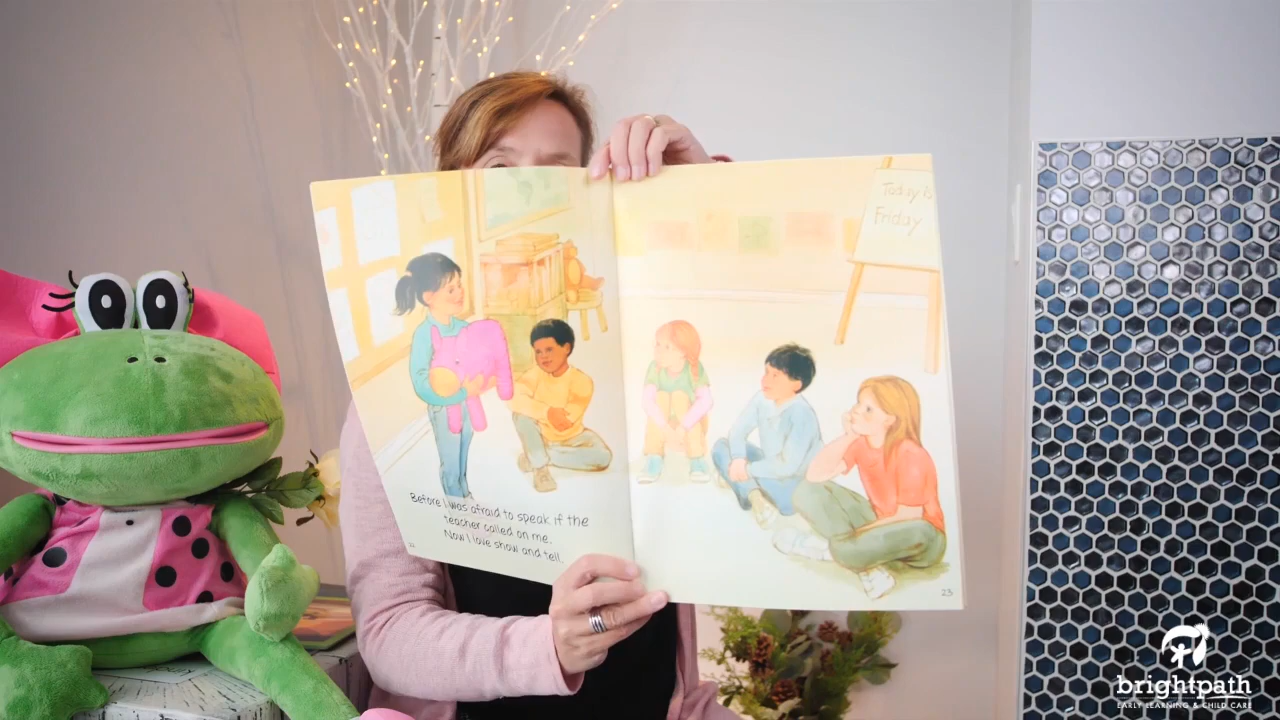 Today is
Friday
Before I was afraid to speak if the
teacher called on me.
Now I love show and tell.
22
23
brightpath
EARLY LEARNING & CHILD CARE